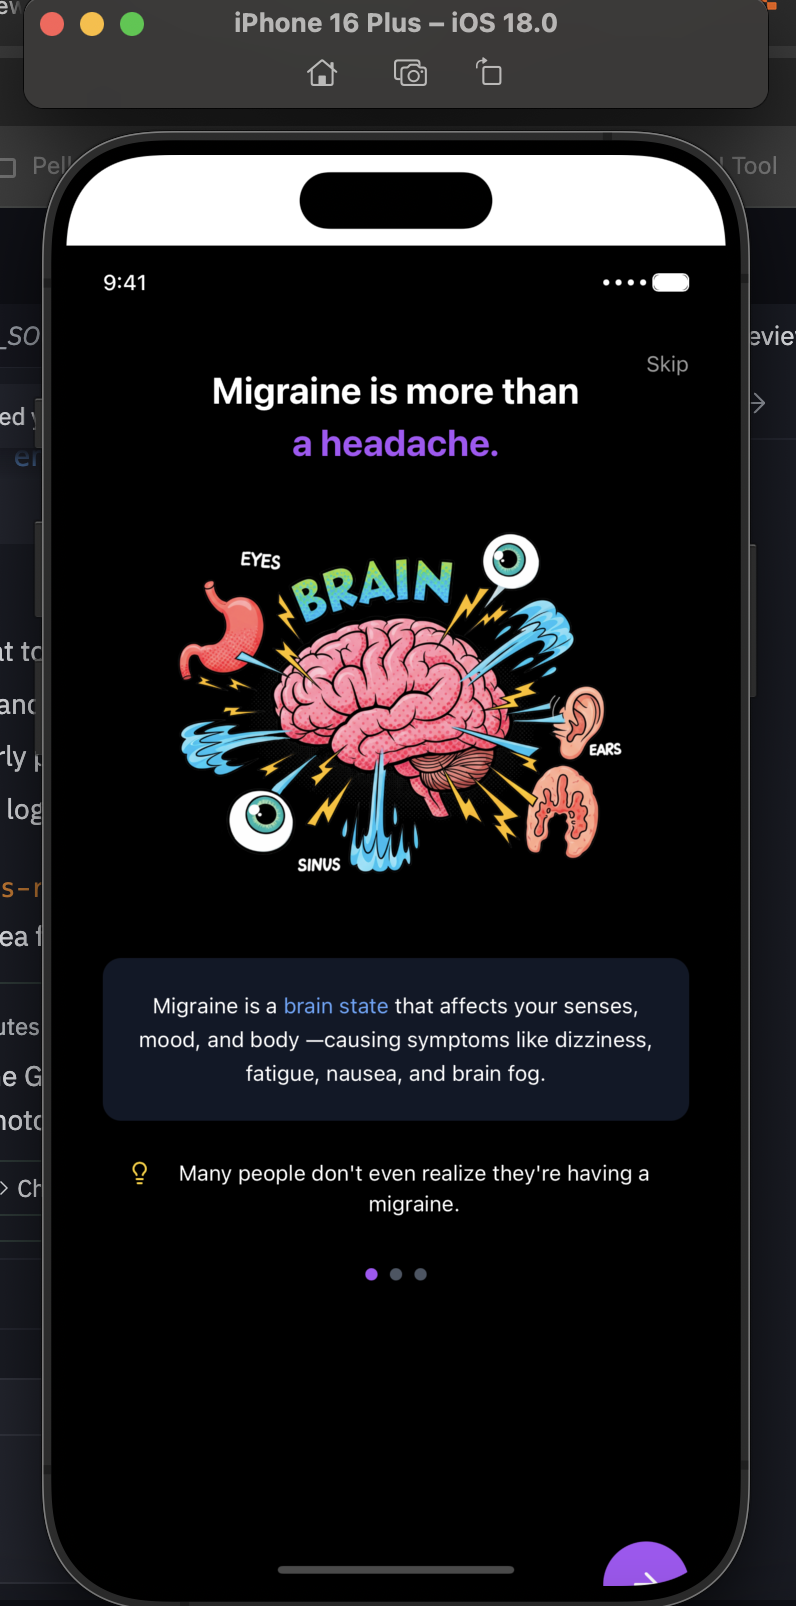 iPhone 16 Plus – iOS 18.0
Tool
9:41
Skip
Migraine is more than
a headache.
EYES
BRAIN
EARS
SINUS
Migraine is a brain state that affects your senses,
mood, and body —causing symptoms like dizziness,
fatigue, nausea, and brain fog.
Many people don't even realize they're having a
migraine.